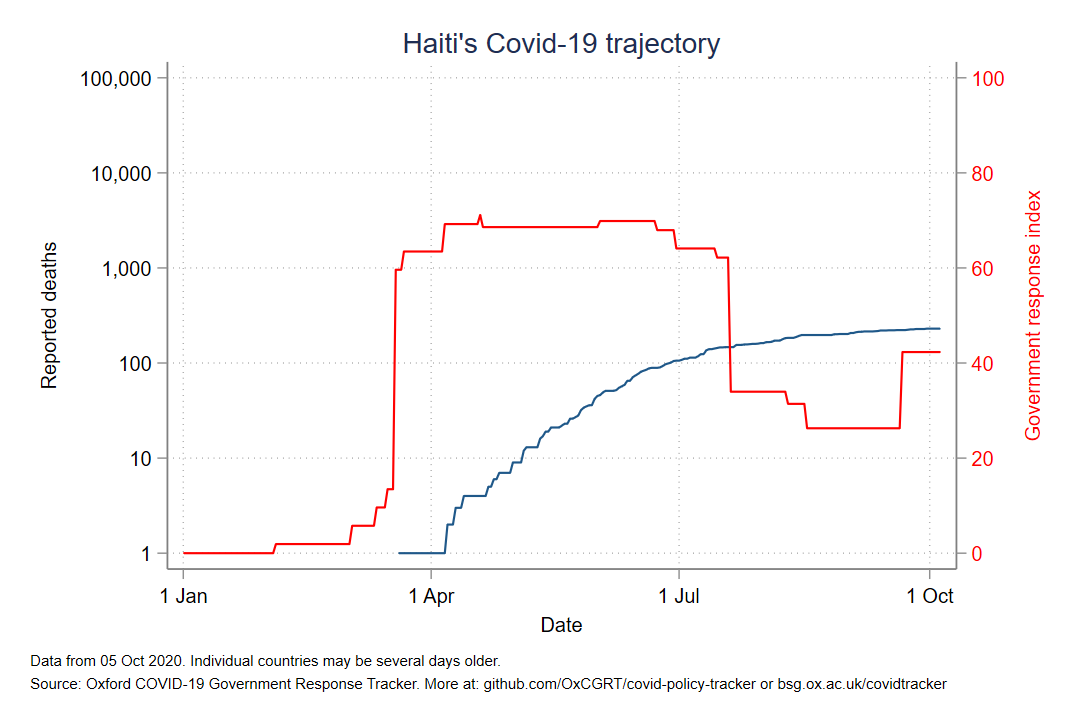 Haiti's Covid-19 trajectory
100,000
10,000
1,000
100
10
1
Reported deaths
100
80
60
40
20
0
Government response index
1 Jan
1 Apr
1 Jul
1 Oct
Date
Data from 05 Oct 2020. Individual countries may be several days older.
Source: Oxford COVID-19 Government Response Tracker. More at: github.com/OxCGRT/covid-policy-tracker or bsg.ox.ac.uk/covidtracker